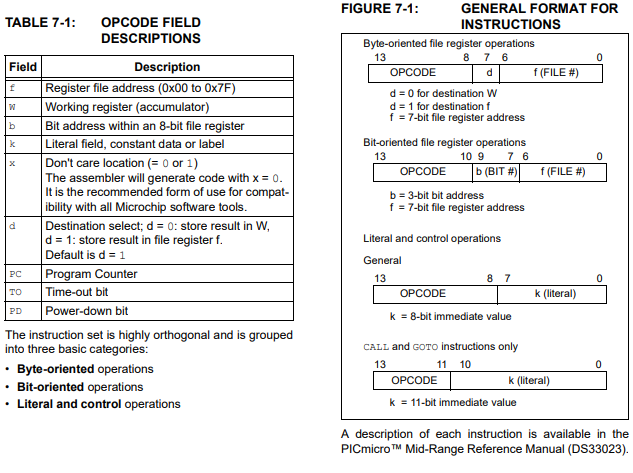 TABLE 7-1: OPCODE FIELD
DESCRIPTIONS
Field Description
f Register file address (0x00 to 0x7F)
W Working register (accumulator)
b Bit address within an 8-bit file register
k Literal field, constant data or label
x Don't care location (= 0 or 1)
The assembler will generate code with x = 0.
It is the recommended form of use for compat-
ibility with all Microchip software tools.
d Destination select; d = 0: store result in W,
d = 1: store result in file register f.
Default is d = 1
PC Program Counter
TO Time-out bit
PD Power-down bit
The instruction set is highly orthogonal and is grouped
into three basic categories:
• Byte-oriented operations
• Bit-oriented operations
• Literal and control operations
FIGURE 7-1: GENERAL FORMAT FOR
INSTRUCTIONS
Byte-oriented file register operations
13 8 7 6 0
OPCODE d f (FILE #)
d = 0 for destination W
d = 1 for destination f
f = 7-bit file register address
Bit-oriented file register operations
13 10 9 7 6 0
OPCODE b (BIT #) f (FILE #)
b = 3-bit bit address
f = 7-bit file register address
Literal and control operations
General
13 8 7 0
OPCODE k (literal)
k = 8-bit immediate value
CALL and GOTO instructions only
13 11 10 0
OPCODE k (literal)
k = 11-bit immediate value
A description of each instruction is available in the
PICmicro™ Mid-Range Reference Manual (DS33023).